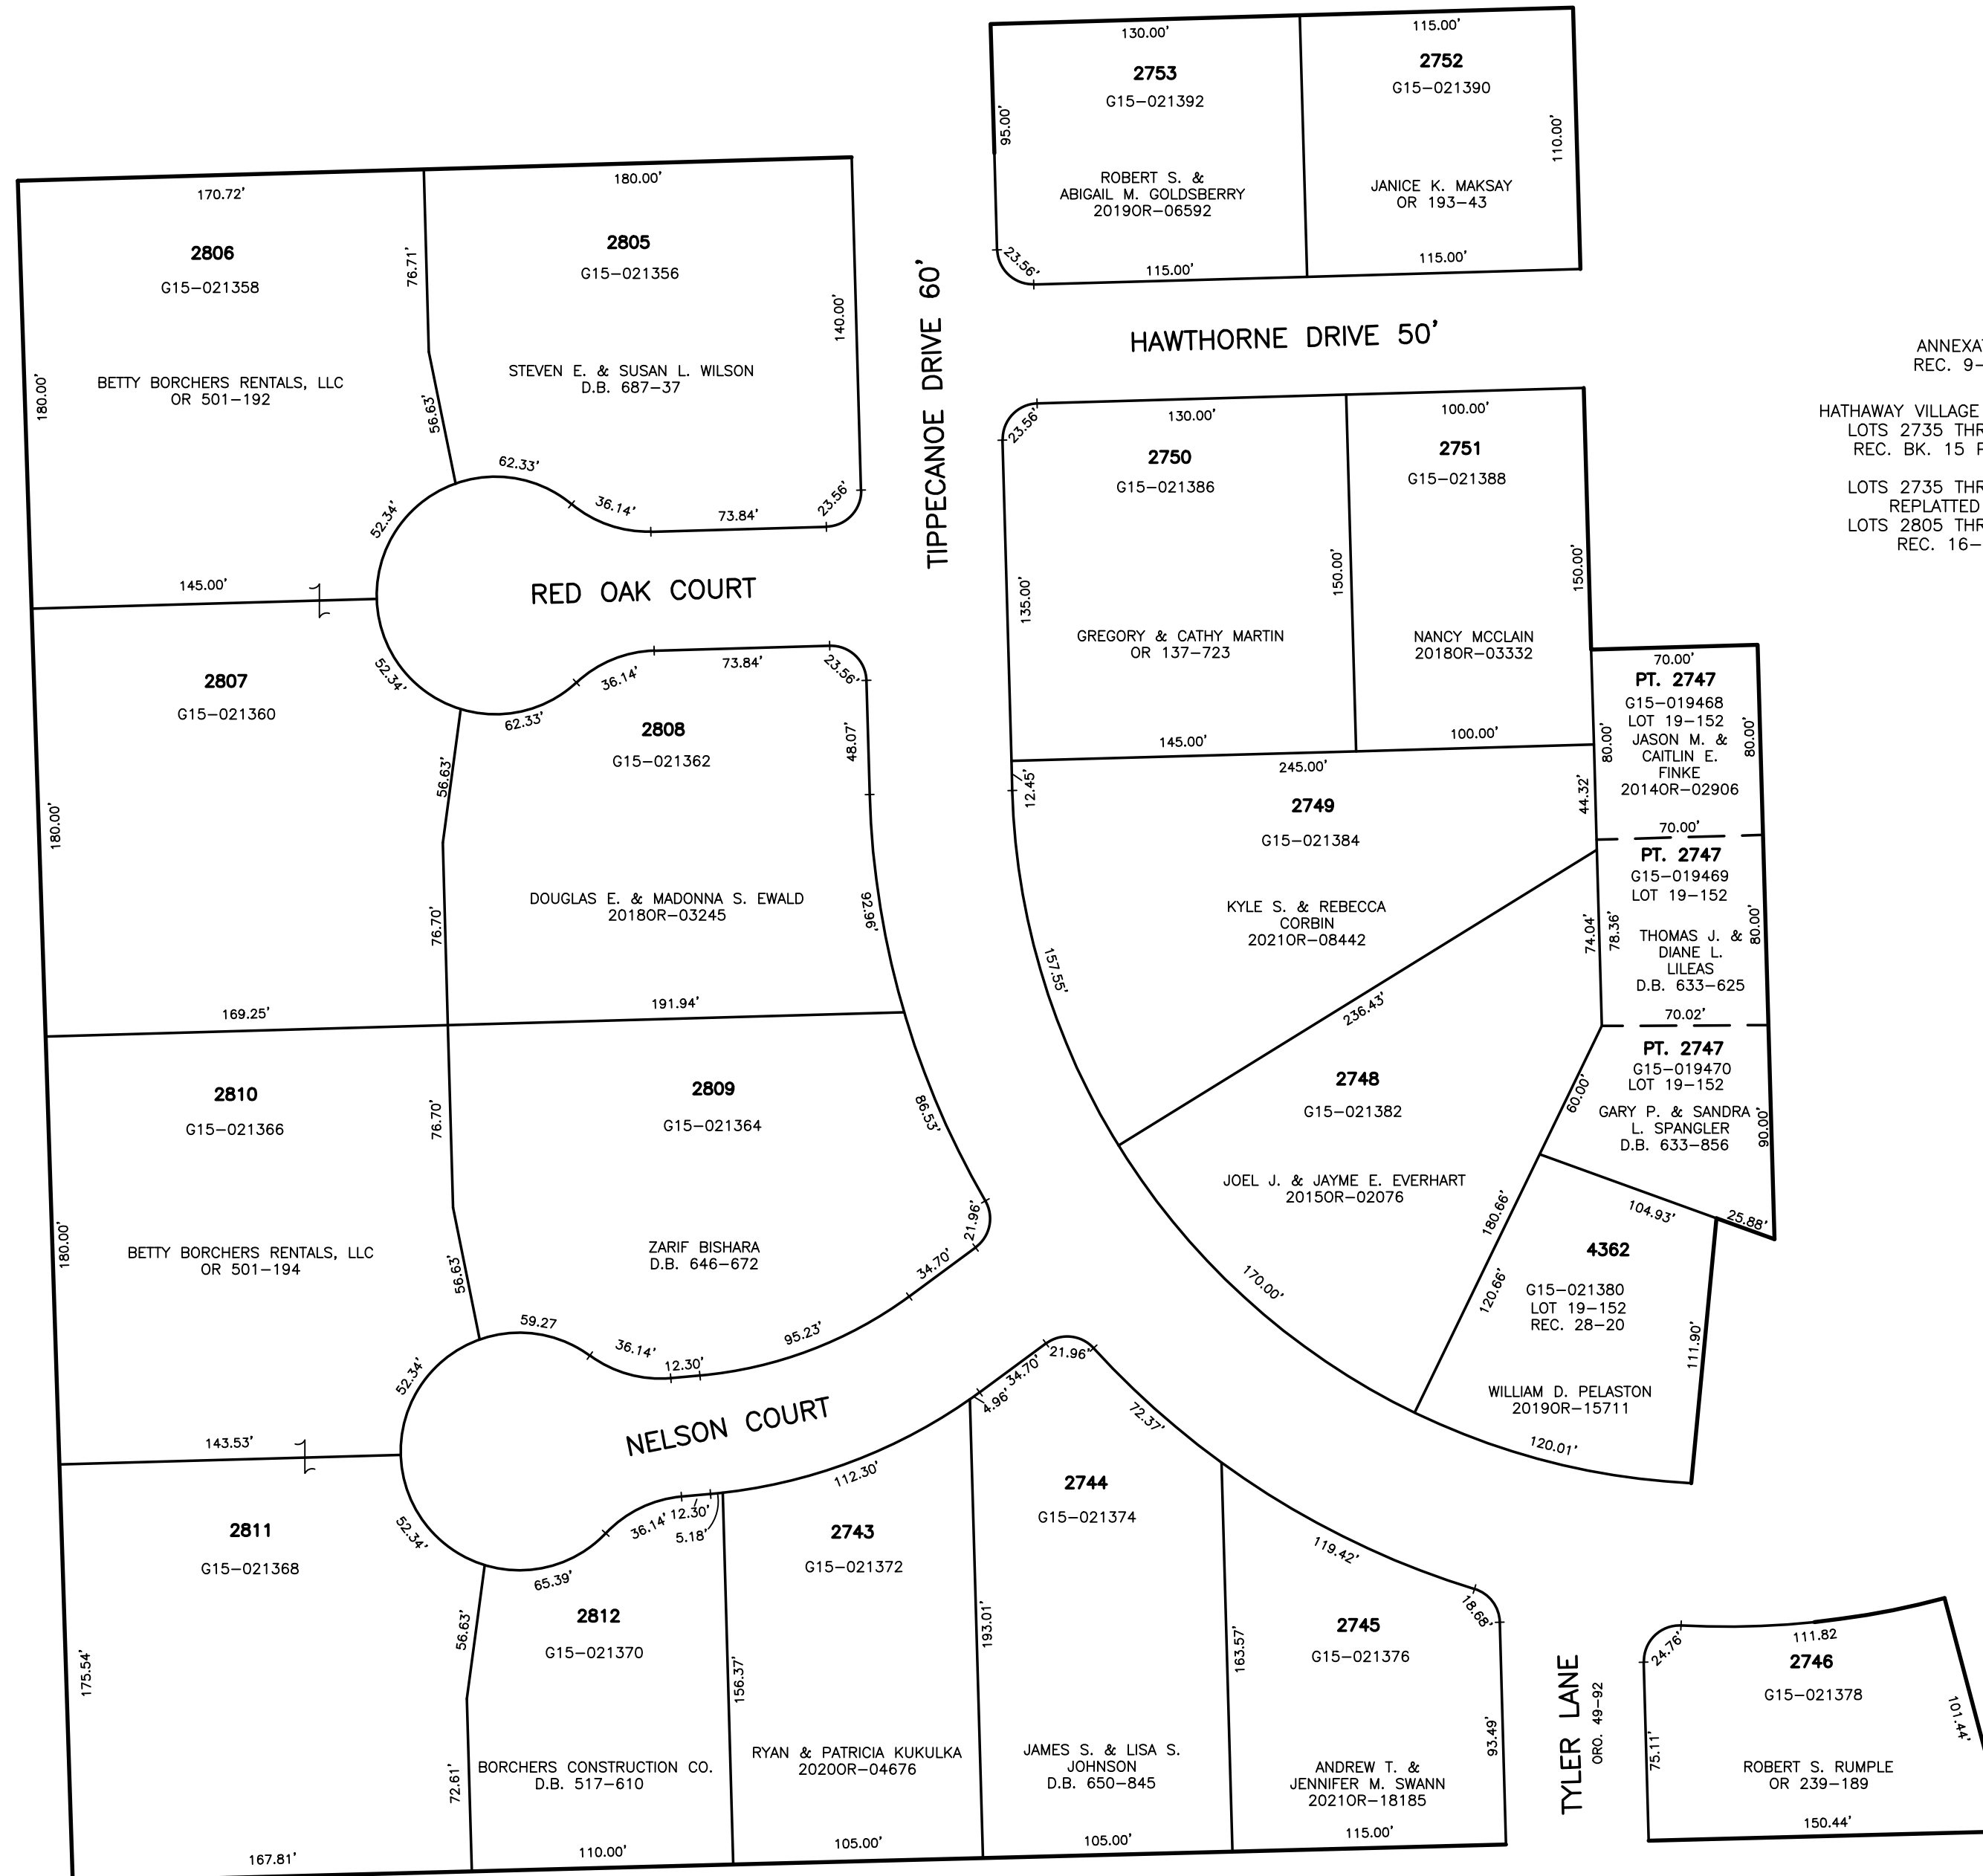 130.00'
115.00'
2753
G15-021392
95.00'
ROBERT S. &
ABIGAIL M. GOLDSBERRY
2019OR-06592
23.56'
115.00'
2752
G15-021390
110.00'
JANICE K. MAKSAY
OR 193-43
115.00'
170.72'
2806
G15-021358
76.71'
180.00'
BETTY BORCHERS RENTALS, LLC
OR 501-192
56.63'
52.34'
145.00'
180.00'
2805
G15-021356
140.00'
STEVEN E. & SUSAN L. WILSON
D.B. 687-37
62.33'
36.14'
73.84'
23.56'
TIPPECANOE DRIVE 60'
HAWTHORNE DRIVE 50'
ANNEXA
REC. 9-
HATHAWAY VILLAGE
LOTS 2735 THR
REC. BK. 15 P
LOTS 2735 THR
REPLATTED
LOTS 2805 THR
REC. 16-
23.56'
130.00'
2750
G15-021386
135.00'
GREGORY & CATHY MARTIN
OR 137-723
150.00'
145.00'
100.00'
2751
G15-021388
150.00'
NANCY MCCLAIN
2018OR-03332
100.00'
RED OAK COURT
2807
G15-021360
52.34'
180.00'
56.63'
76.70'
169.25'
62.33'
36.14'
73.84'
23.56'
2808
G15-021362
48.07'
DOUGLAS E. & MADONNA S. EWALD
2018OR-03245
92.96'
191.94'
70.00'
PT. 2747
G15-019468
LOT 19-152
JASON M. &
CAITLIN E.
FINKE
2014OR-02906
80.00'
80.00'
70.00'
PT. 2747
G15-019469
LOT 19-152
THOMAS J. &
DIANE L.
LILEAS
D.B. 633-625
78.36'
80.00'
70.02'
PT. 2747
G15-019470
LOT 19-152
GARY P. & SANDRA
L. SPANGLER
D.B. 633-856
60.00'
90.00'
104.93'
25.88'
245.00'
12.45'
2749
G15-021384
44.32'
KYLE S. & REBECCA
CORBIN
2021OR-08442
157.55'
236.43'
74.04'
2748
G15-021382
JOEL J. & JAYME E. EVERHART
2015OR-02076
180.66'
170.00'
4362
G15-021380
LOT 19-152
REC. 28-20
120.66'
111.90'
WILLIAM D. PELASTON
2019OR-15711
120.01'
2810
G15-021366
76.70'
180.00'
BETTY BORCHERS RENTALS, LLC
OR 501-194
56.63'
52.34'
143.53'
2809
G15-021364
86.53'
ZARIF BISHARA
D.B. 646-672
21.96'
34.70'
95.23'
59.27
36.14'
12.30'
NELSON COURT
2811
G15-021368
52.34'
175.54'
56.63'
72.61'
167.81'
65.39'
36.14'
12.30'
5.18'
2812
G15-021370
BORCHERS CONSTRUCTION CO.
D.B. 517-610
110.00'
112.30'
2743
G15-021372
156.37'
RYAN & PATRICIA KUKULKA
2020OR-04676
105.00'
4.96'
34.70'
21.96'
72.37'
2744
G15-021374
193.01'
JAMES S. & LISA S.
JOHNSON
D.B. 650-845
105.00'
119.42'
18.68'
2745
G15-021376
163.57'
93.49'
ANDREW T. &
JENNIFER M. SWANN
2021OR-18185
115.00'
TYLER LANE
ORO. 49-92
24.76'
111.82
2746
G15-021378
75.11'
101.44'
ROBERT S. RUMPLE
OR 239-189
150.44'